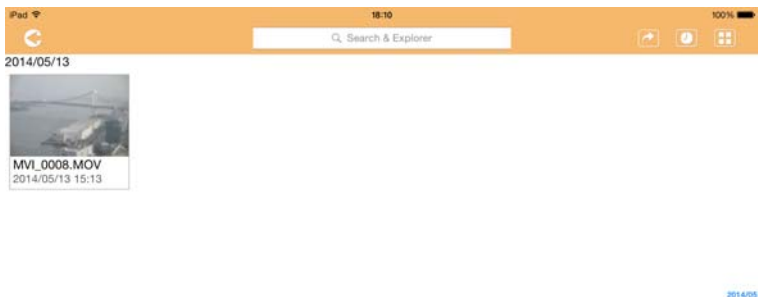 iPad 18:10 100%
Search & Explorer
2014/05/13
MVI_0008.MOV
2014/05/13 15:13
2014/05